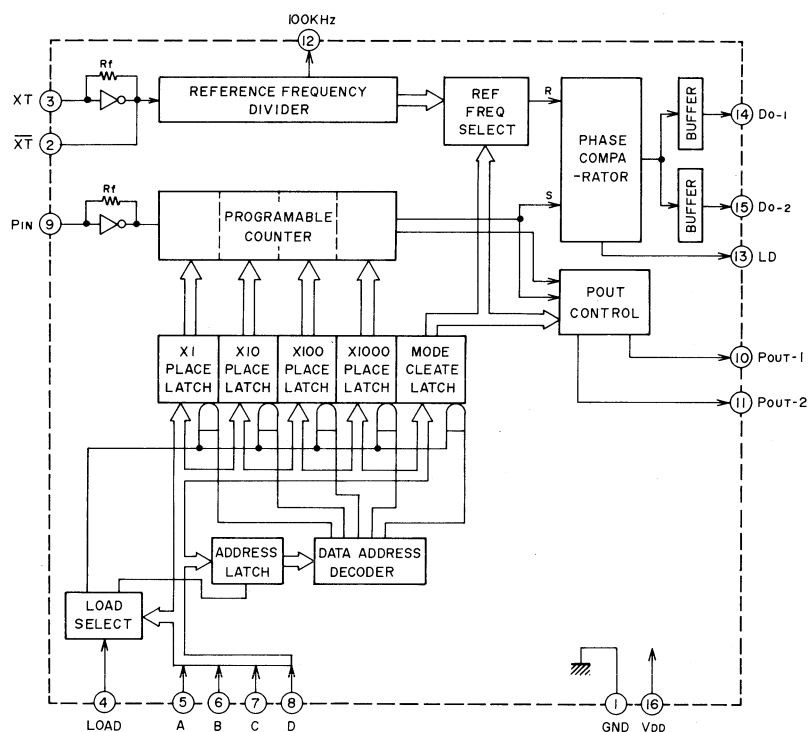 100KHz
12
Rf
XT
3
REFERENCE FREQUENCY
DIVIDER
REF
FREQ
SELECT
R
PHASE
COMPA
-RATOR
BUFFER
14
Do-1
XT
2
Rf
PIN
9
PROGRAMABLE
COUNTER
S
BUFFER
15
Do-2
13
LD
POUT
CONTROL
X1
PLACE
LATCH
X10
PLACE
LATCH
X100
PLACE
LATCH
X1000
PLACE
LATCH
MODE
CLEATE
LATCH
10
POUT-1
11
POUT-2
ADDRESS
LATCH
DATA ADDRESS
DECODER
LOAD
SELECT
4
LOAD
5
A
6
B
7
C
8
D
1
GND
16
VDD